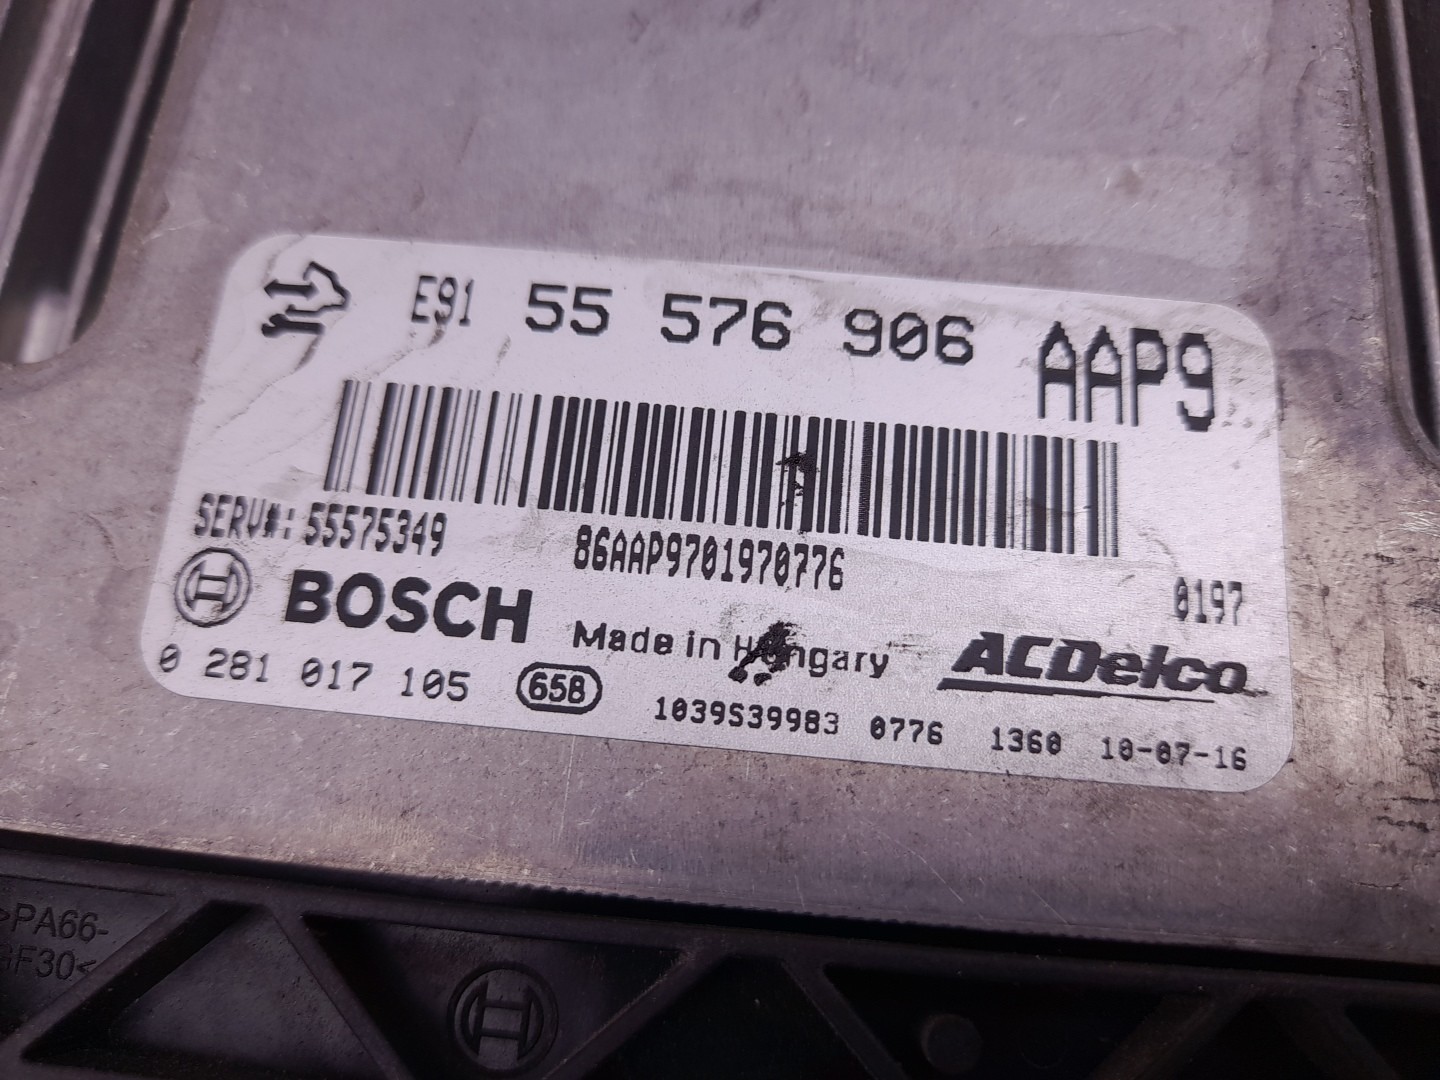 E91 55 576 906 AAP9
SERV#: 55575349 86AAP9701970776 0197
BOSCH Made in Hungary ACDelco
0 281 017 105 65B 1039S39983 0776 1360 10-07-16
>PA66-
GF30<